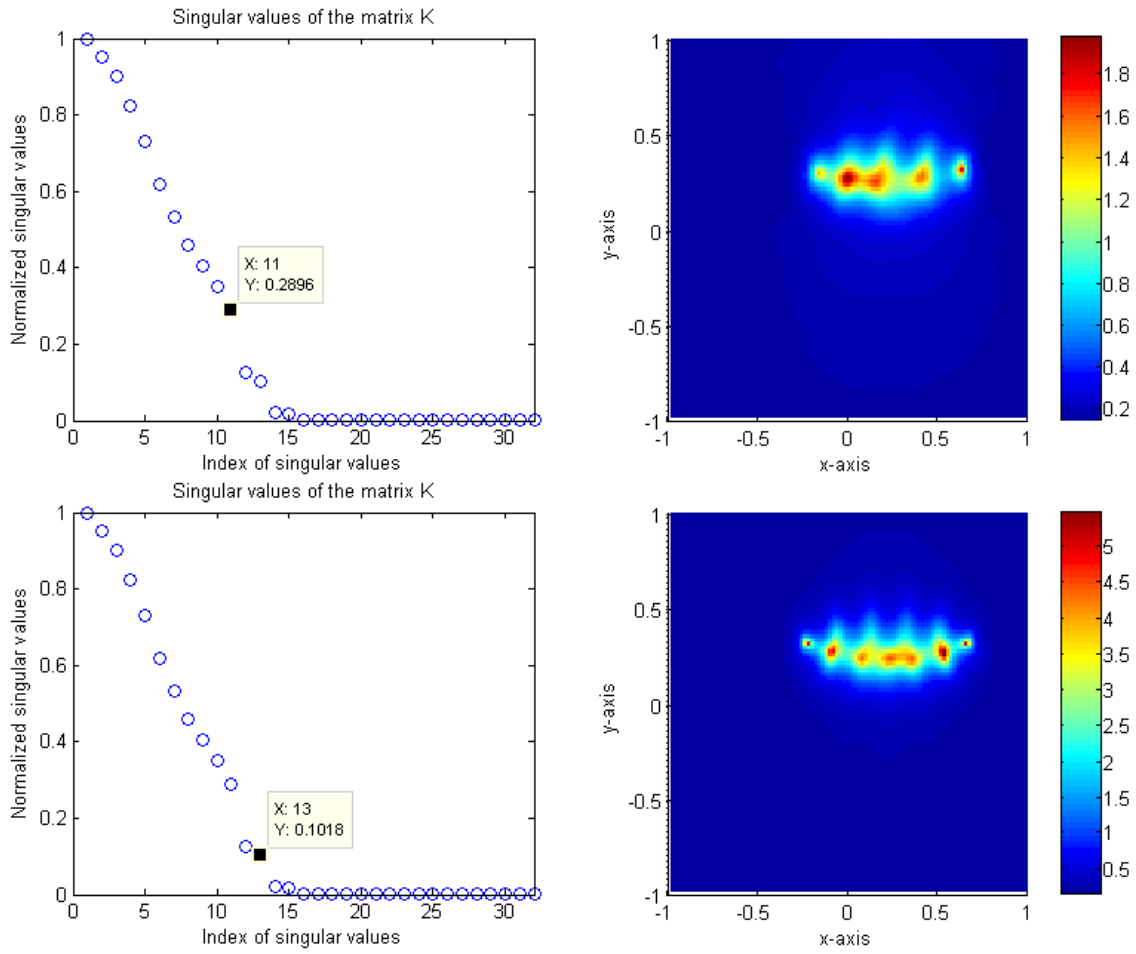 Singular values of the matrix K
Normalized singular values
1
0.8
0.6
0.4
0.2
0
X: 11
Y: 0.2896
0 5 10 15 20 25 30
Index of singular values
y-axis
1
0.5
0
-0.5
-1
-1 -0.5 0 0.5 1
x-axis
1.8
1.6
1.4
1.2
1
0.8
0.6
0.4
0.2
Singular values of the matrix K
Normalized singular values
1
0.8
0.6
0.4
0.2
0
X: 13
Y: 0.1018
0 5 10 15 20 25 30
Index of singular values
y-axis
1
0.5
0
-0.5
-1
-1 -0.5 0 0.5 1
x-axis
5
4.5
4
3.5
3
2.5
2
1.5
1
0.5